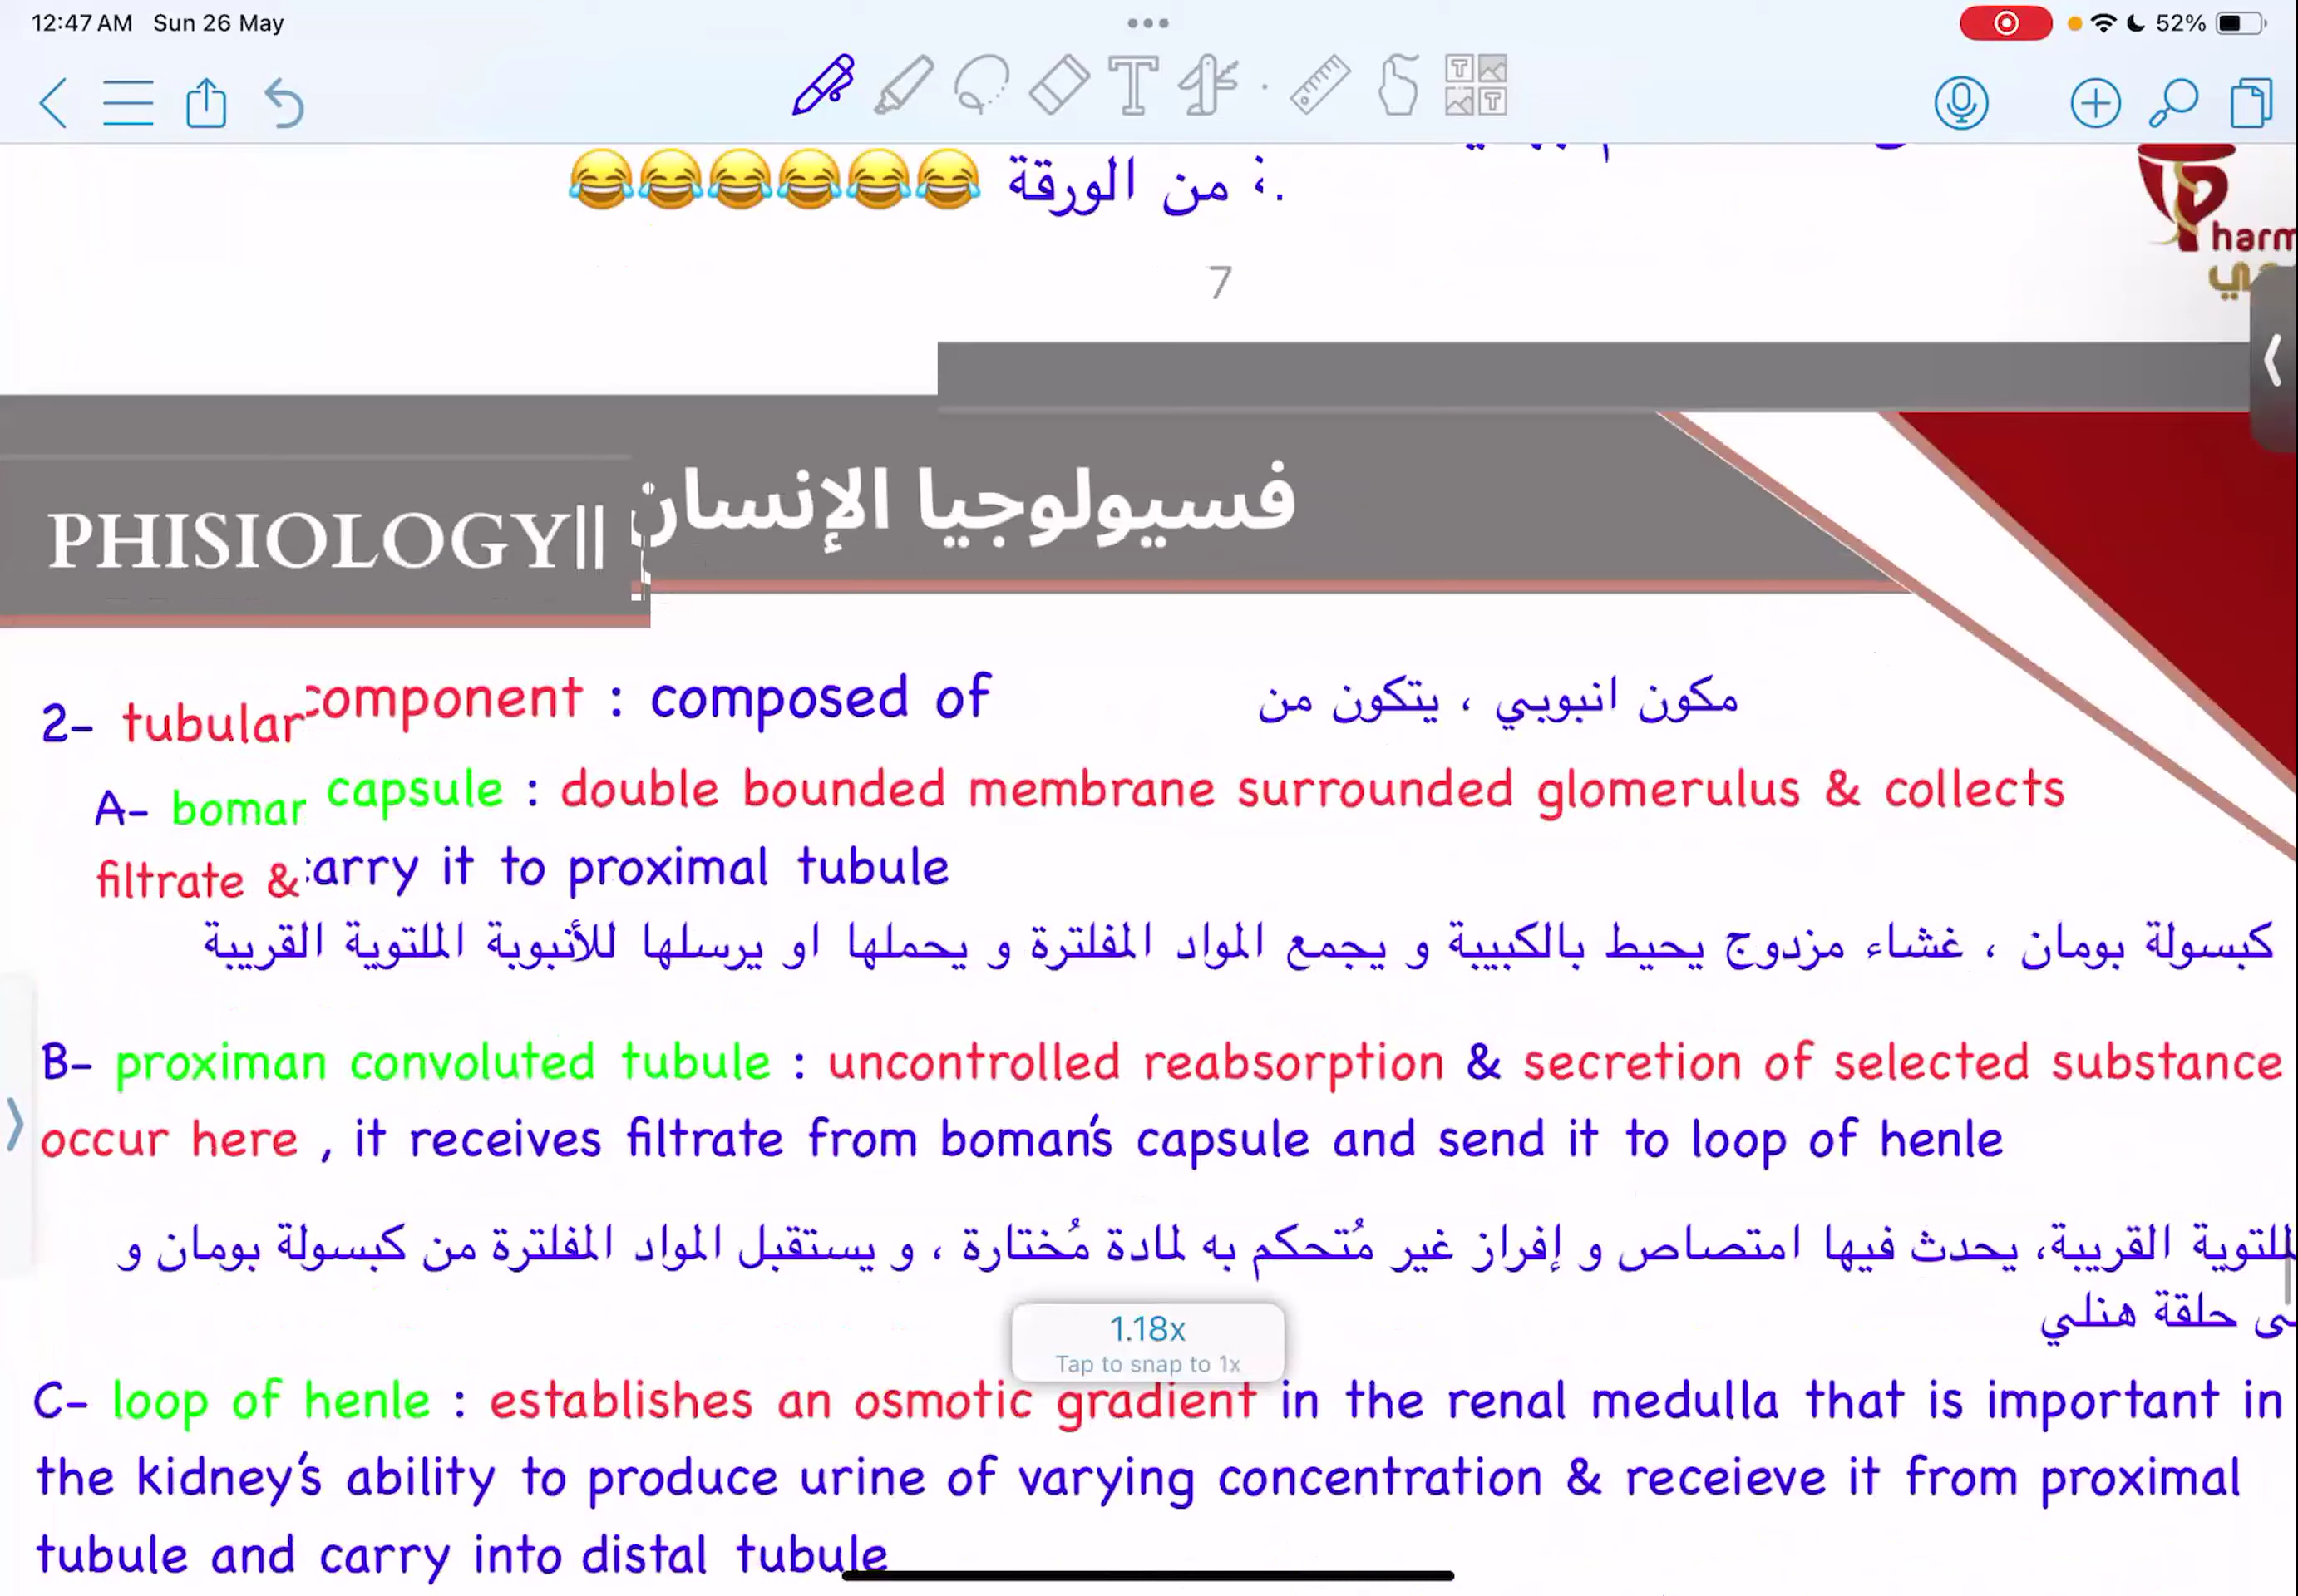 12:47 AM Sun 26 May
52%
ة من الورقة 😂😂😂😂😂😂
harm
7
PHISIOLOGY|| فسيولوجيا الإنسان
2- tubular component : composed of
مكون انبوبي ، يتكون من
A- boman capsule : double bounded membrane surrounded glomerulus & collects
filtrate & carry it to proximal tubule
كبسولة بومان ، غشاء مزدوج يحيط بالكبيبة و يجمع المواد المفلترة و يحملها او يرسلها للأنبوبة الملتوية القريبة
B- proximan convoluted tubule : uncontrolled reabsorption & secretion of selected substance
occur here , it receives filtrate from boman's capsule and send it to loop of henle
لملتوية القريبة، يحدث فيها امتصاص و إفراز غير مُتحكم به لمادة مُختارة ، و يستقبل المواد المفلترة من كبسولة بومان و
ى حلقة هنلي
1.18x
Tap to snap to 1x
C- loop of henle : establishes an osmotic gradient in the renal medulla that is important in
the kidney's ability to produce urine of varying concentration & receieve it from proximal
tubule and carry into distal tubule